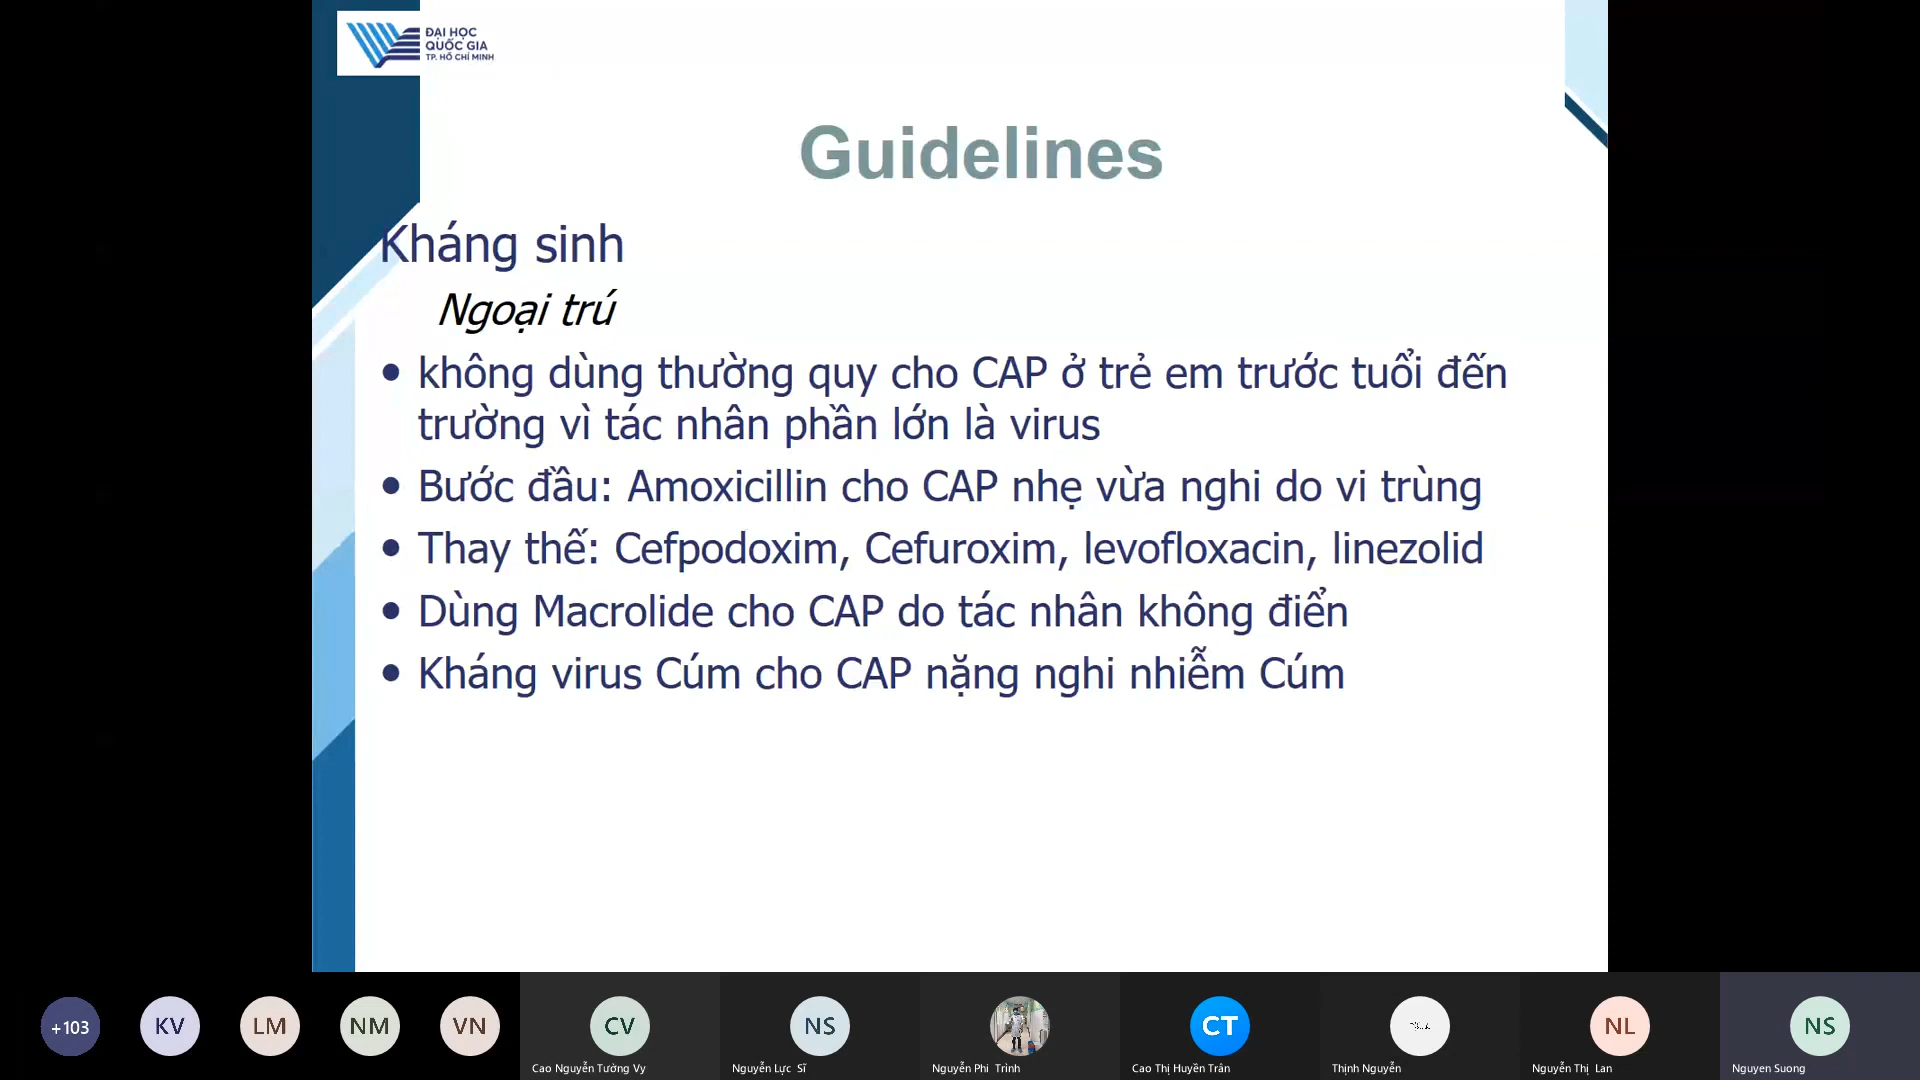 ĐẠI HỌC
QUỐC GIA
TP. HỒ CHÍ MINH
Guidelines
Kháng sinh
Ngoại trú
• không dùng thường quy cho CAP ở trẻ em trước tuổi đến
trường vì tác nhân phần lớn là virus
• Bước đầu: Amoxicillin cho CAP nhẹ vừa nghi do vi trùng
• Thay thế: Cefpodoxim, Cefuroxim, levofloxacin, linezolid
• Dùng Macrolide cho CAP do tác nhân không điển
• Kháng virus Cúm cho CAP nặng nghi nhiễm Cúm
+103
KV
LM
NM
VN
CV
NS
CT
NL
NS
Cao Nguyễn Tường Vy
Nguyễn Lực Sĩ
Nguyễn Phi Trình
Cao Thị Huyền Trân
Thịnh Nguyễn
Nguyễn Thị Lan
Nguyen Suong